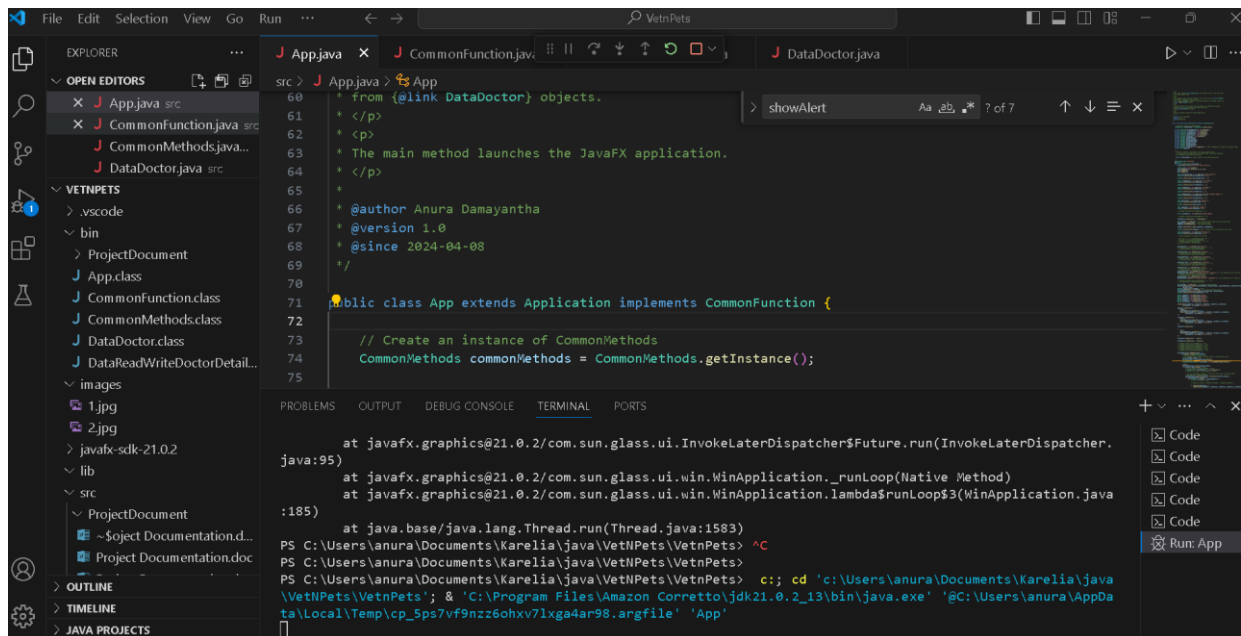 File Edit Selection View Go Run ... VetnPets
EXPLORER ...
OPEN EDITORS
App.java src
CommonFunction.java src
CommonMethods.java...
DataDoctor.java src
VETNPETS
.vscode
bin
ProjectDocument
App.class
CommonFunction.class
CommonMethods.class
DataDoctor.class
DataReadWriteDoctorDetail...
images
1.jpg
2.jpg
javafx-sdk-21.0.2
lib
src
ProjectDocument
~$oject Documentation.d...
Project Documentation.doc
OUTLINE
TIMELINE
JAVA PROJECTS
1
App.java CommonFunction.java DataDoctor.java
src > App.java > App
showAlert Aa ab .* ? of 7
60 * from {@link DataDoctor} objects.
61 * </p>
62 * <p>
63 * The main method launches the JavaFX application.
64 * </p>
65 *
66 * @author Anura Damayantha
67 * @version 1.0
68 * @since 2024-04-08
69 */
70
71 public class App extends Application implements CommonFunction {
72
73 // Create an instance of CommonMethods
74 CommonMethods commonMethods = CommonMethods.getInstance();
75
PROBLEMS OUTPUT DEBUG CONSOLE TERMINAL PORTS
at javafx.graphics@21.0.2/com.sun.glass.ui.InvokeLaterDispatcher$Future.run(InvokeLaterDispatcher.
java:95)
at javafx.graphics@21.0.2/com.sun.glass.ui.win.WinApplication._runLoop(Native Method)
at javafx.graphics@21.0.2/com.sun.glass.ui.win.WinApplication.lambda$runLoop$3(WinApplication.java
:185)
at java.base/java.lang.Thread.run(Thread.java:1583)
PS C:\Users\anura\Documents\Karelia\java\VetNPets\VetnPets> ^C
PS C:\Users\anura\Documents\Karelia\java\VetNPets\VetnPets>
PS C:\Users\anura\Documents\Karelia\java\VetNPets\VetnPets> c:; cd 'c:\Users\anura\Documents\Karelia\java
\VetNPets\VetnPets'; & 'C:\Program Files\Amazon Corretto\jdk21.0.2_13\bin\java.exe' '@C:\Users\anura\AppDa
ta\Local\Temp\cp_5ps7vf9nzz6ohxv7lxga4ar98.argfile' 'App'
Code
Code
Code
Code
Code
Run: App